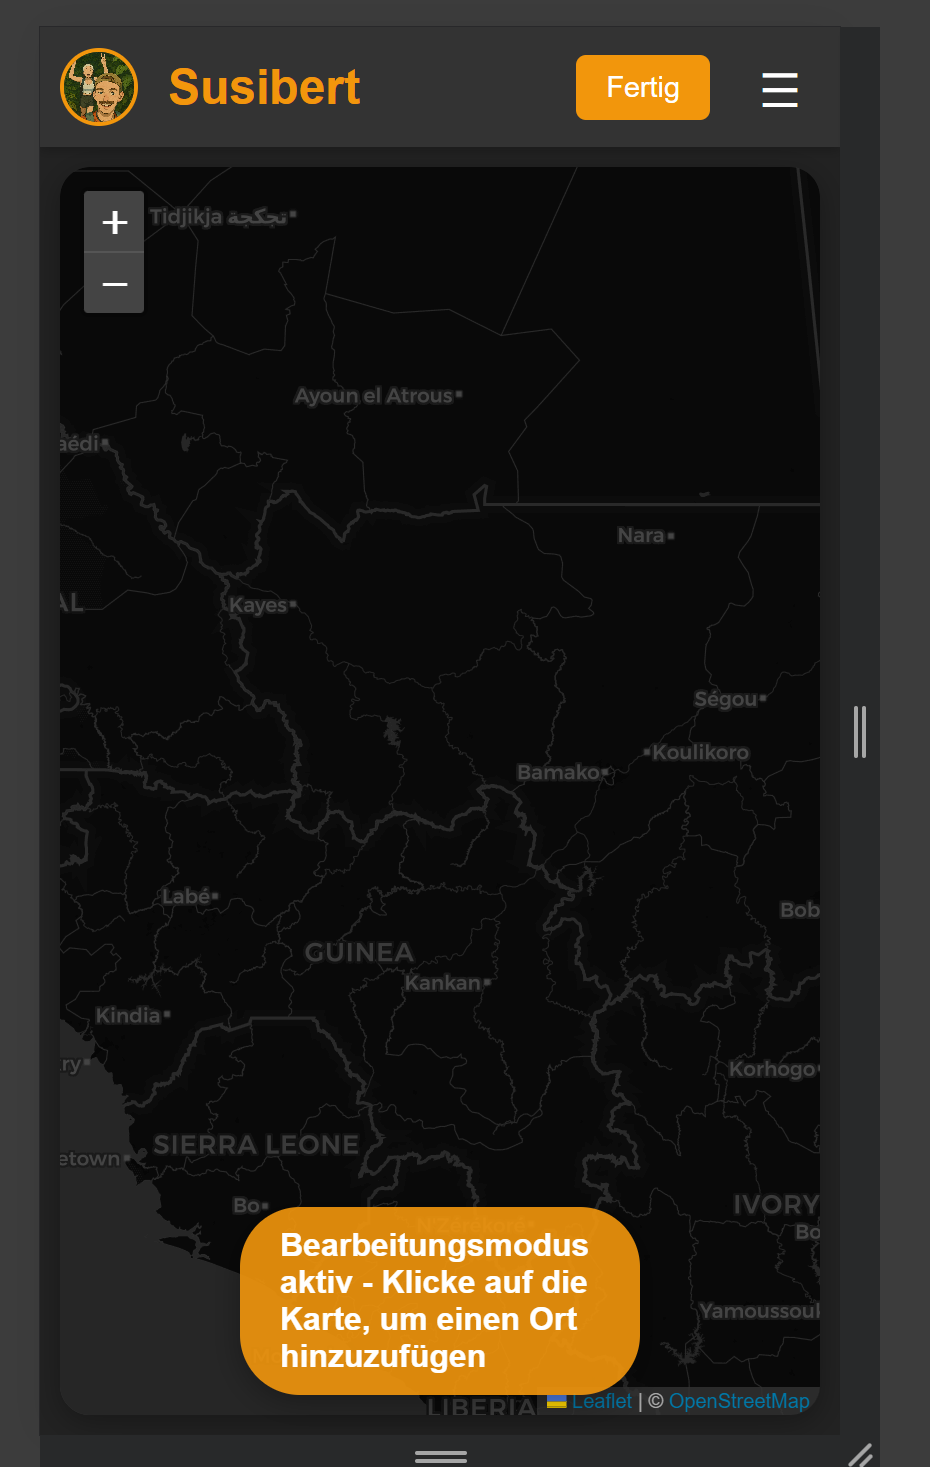 Susibert
Fertig
☰
+
−
Tidjikja تجكجة
Ayoun el Atrous
aédi
Nara
AL
Kayes
Ségou
Koulikoro
Bamako
Labé
Bob
GUINEA
Kankan
Kindia
ry
Korhogo
SIERRA LEONE
etown
Bo
IVORY
N'Zérékoré
Bo
Bearbeitungsmodus
aktiv - Klicke auf die
Karte, um einen Ort
hinzuzufügen
Yamoussouk
LIBERIA
Leaflet | © OpenStreetMap